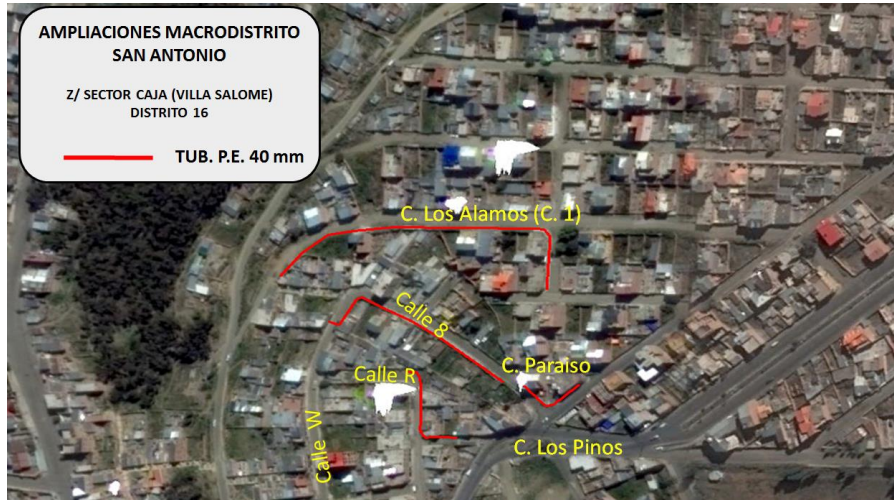 AMPLIACIONES MACRODISTRITO
SAN ANTONIO
Z/ SECTOR CAJA (VILLA SALOME)
DISTRITO 16
TUB. P.E. 40 mm
C. Los Alamos (C. 1)
Calle 8
C. Paraiso
Calle R
Calle W
C. Los Pinos